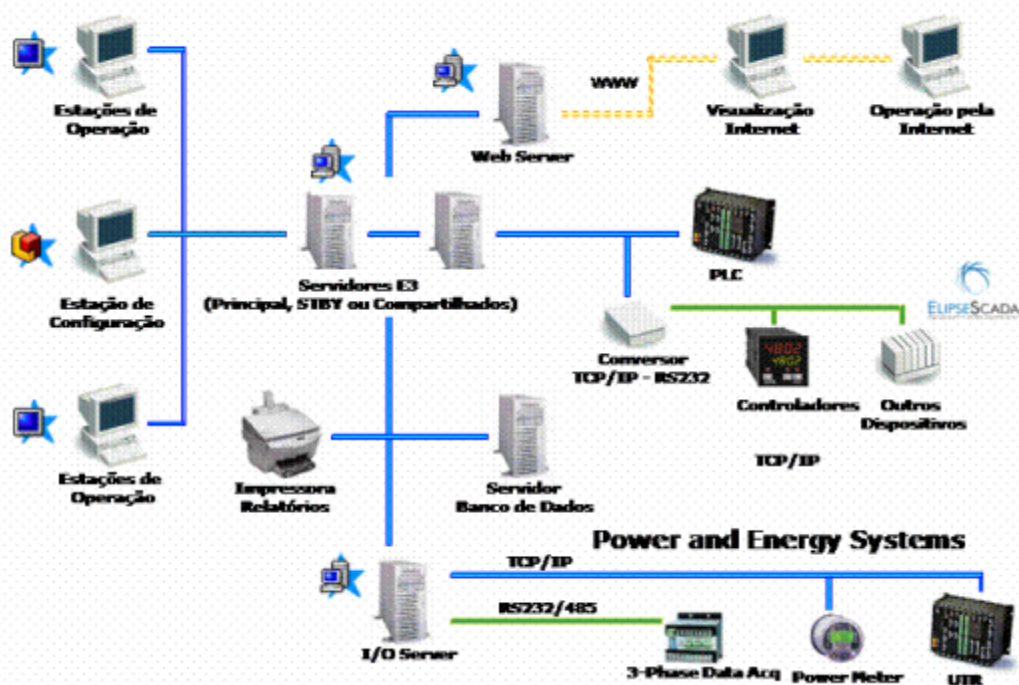 Estações de
Operação
Web Server
WWW
Visualização
Internet
Operação pela
Internet
Estação de
Configuração
Servidores E3
(Principal, STBY ou Compartilhados)
PLC
ELIPSESCADA
Conversor
TCP/IP - RS232
4802
4802
Controladores
Outros
Dispositivos
TCP/IP
Estações de
Operação
Impressora
Relatórios
Servidor
Banco de Dados
Power and Energy Systems
TCP/IP
RS232/485
I/O Server
3-Phase Data Acq
Power Meter
UTR